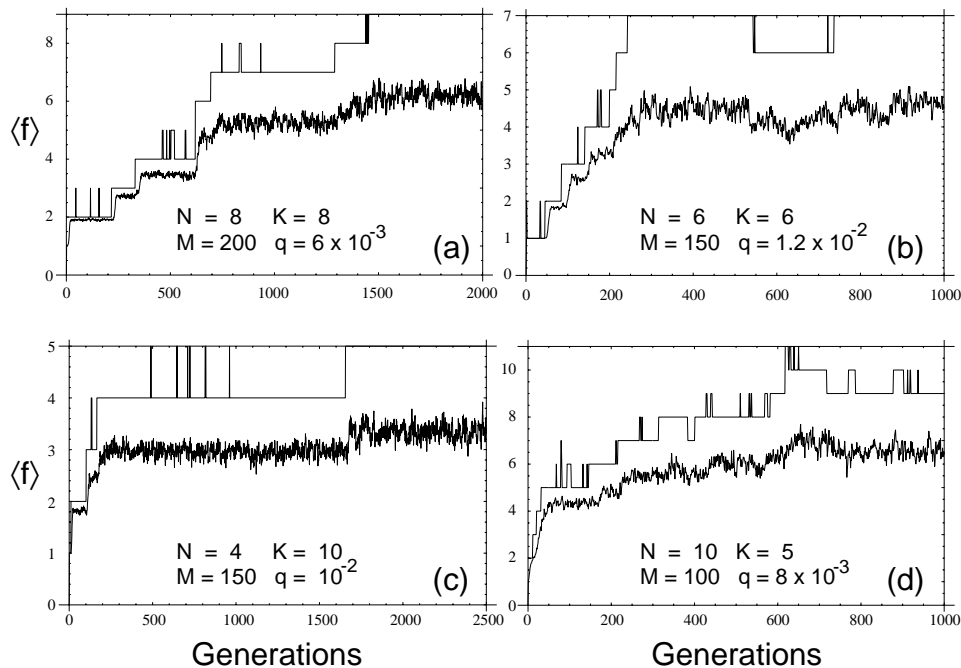 8
6
4
2
0
⟨f⟩
N = 8 K = 8
M = 200 q = 6 x 10⁻³
(a)
0 500 1000 1500 2000
7
6
5
4
3
2
1
N = 6 K = 6
M = 150 q = 1.2 x 10⁻²
(b)
0 200 400 600 800 1000
5
4
3
2
1
0
⟨f⟩
N = 4 K = 10
M = 150 q = 10⁻²
(c)
0 500 1000 1500 2000 2500
Generations
10
8
6
4
2
0
N = 10 K = 5
M = 100 q = 8 x 10⁻³
(d)
0 200 400 600 800 1000
Generations